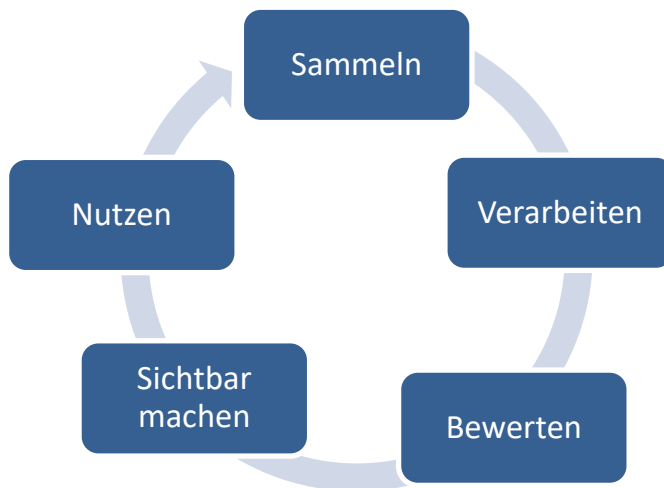 Sammeln
Verarbeiten
Bewerten
Sichtbar
machen
Nutzen